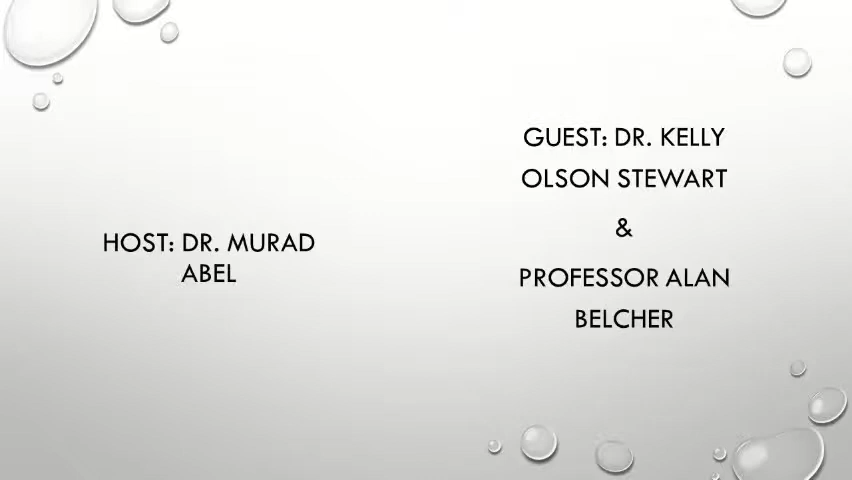 HOST: DR. MURAD
ABEL
GUEST: DR. KELLY
OLSON STEWART
&
PROFESSOR ALAN
BELCHER